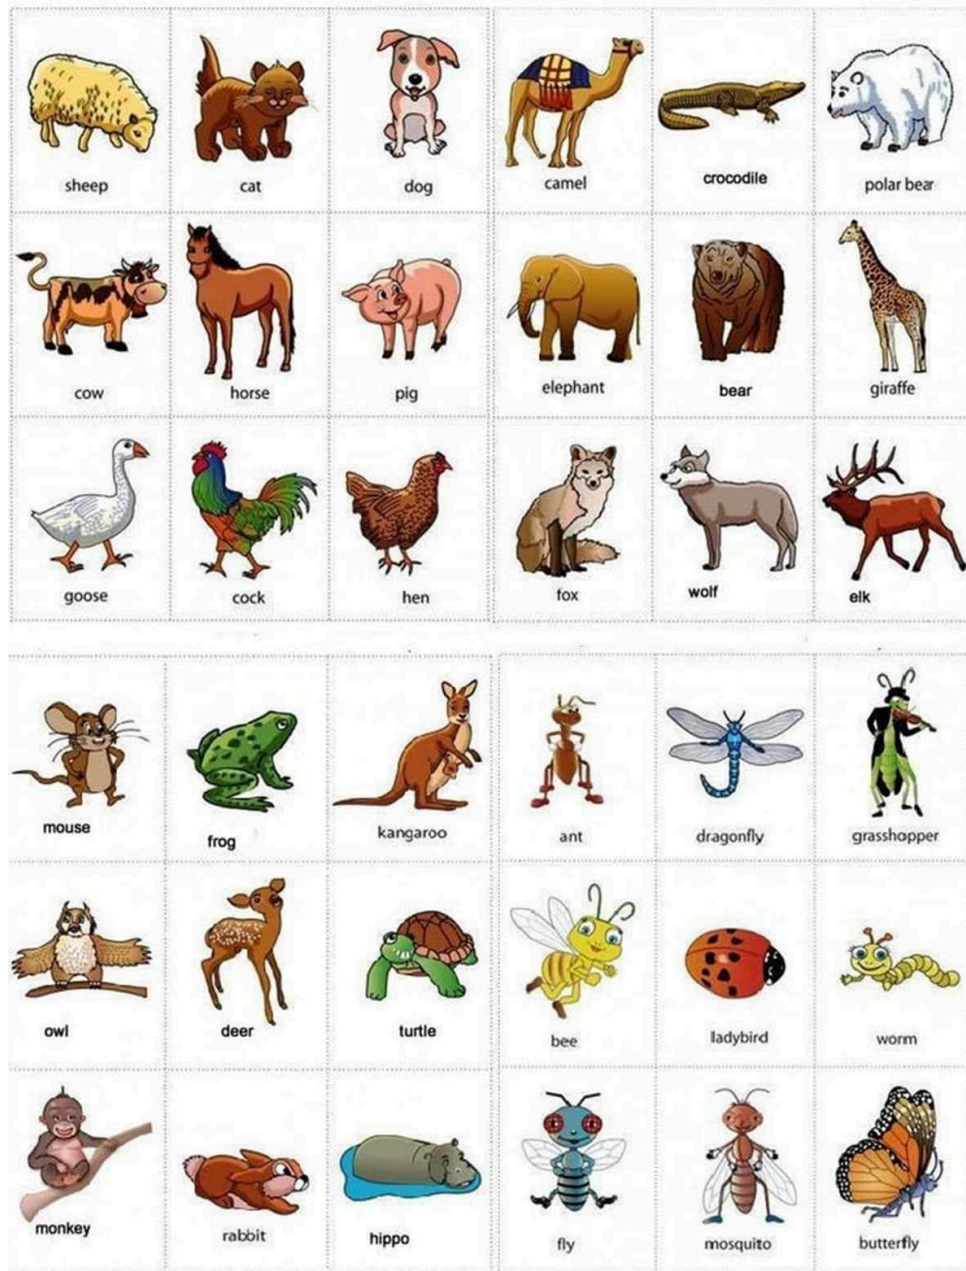 sheep
cat
dog
camel
crocodile
polar bear
cow
horse
pig
elephant
bear
giraffe
goose
cock
hen
fox
wolf
elk
mouse
frog
kangaroo
ant
dragonfly
grasshopper
owl
deer
turtle
bee
ladybird
worm
monkey
rabbit
hippo
fly
mosquito
butterfly